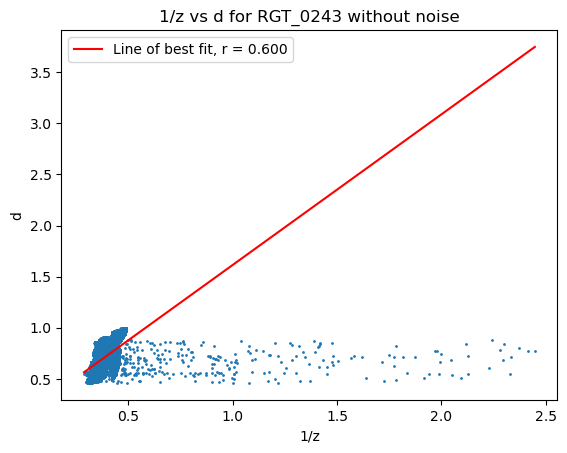 1/z vs d for RGT_0243 without noise
Line of best fit, r = 0.600
3.5
3.0
2.5
2.0
1.5
1.0
0.5
d
0.5 1.0 1.5 2.0 2.5
1/z